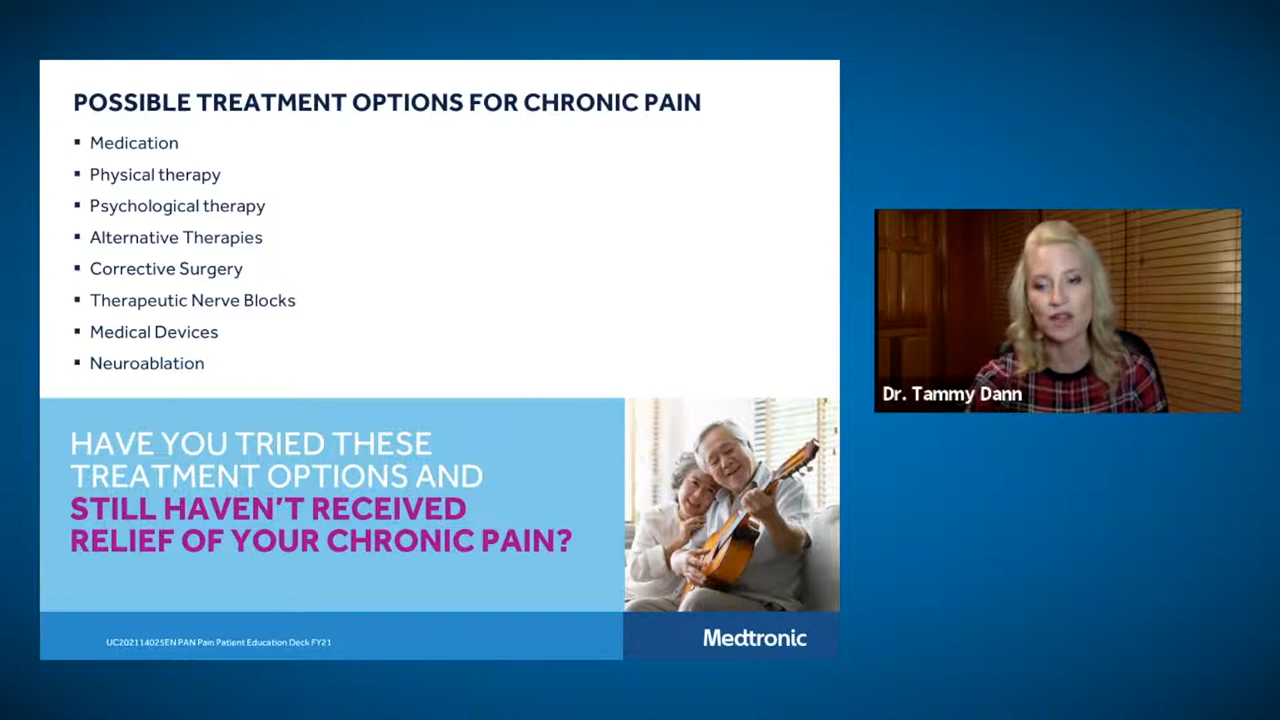 POSSIBLE TREATMENT OPTIONS FOR CHRONIC PAIN
▪ Medication
▪ Physical therapy
▪ Psychological therapy
▪ Alternative Therapies
▪ Corrective Surgery
▪ Therapeutic Nerve Blocks
▪ Medical Devices
▪ Neuroablation
HAVE YOU TRIED THESE
TREATMENT OPTIONS AND
STILL HAVEN'T RECEIVED
RELIEF OF YOUR CHRONIC PAIN?
UC202114025EN PAN Pain Patient Education Deck FY21
Medtronic
Dr. Tammy Dann